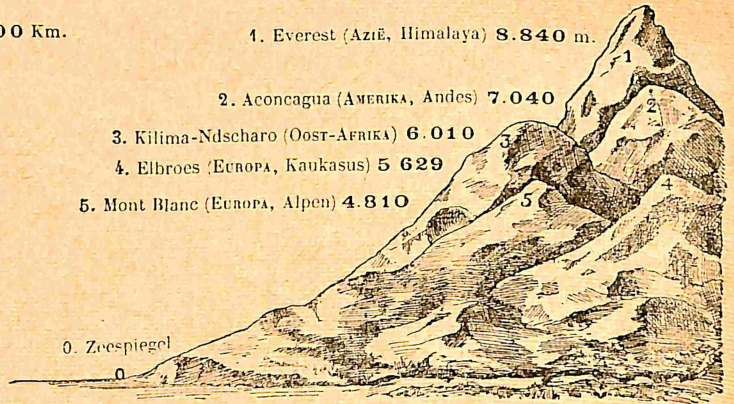 00 Km.
1. Everest (AZIË, Himalaya) 8.840 m.
2. Aconcagua (AMERIKA, Andes) 7.040
3. Kilima-Ndscharo (OOST-AFRIKA) 6.010
4. Elbroes (EUROPA, Kaukasus) 5 629
5. Mont Blanc (EUROPA, Alpen) 4.810
0. Zeespiegel
0
1
2
3
4
5